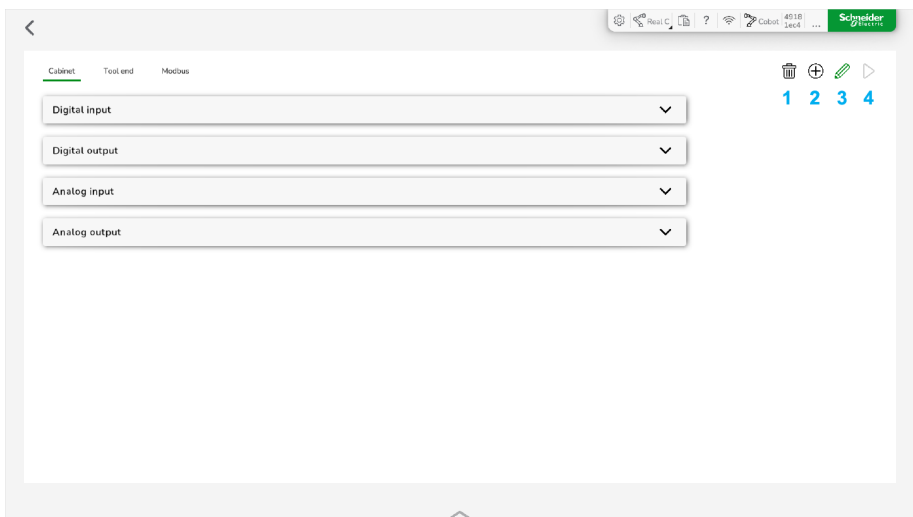 Real C ? Cobot 4918 1ec4 ... Schneider Electric
Cabinet Tool end Modbus
1 2 3 4
Digital input
Digital output
Analog input
Analog output